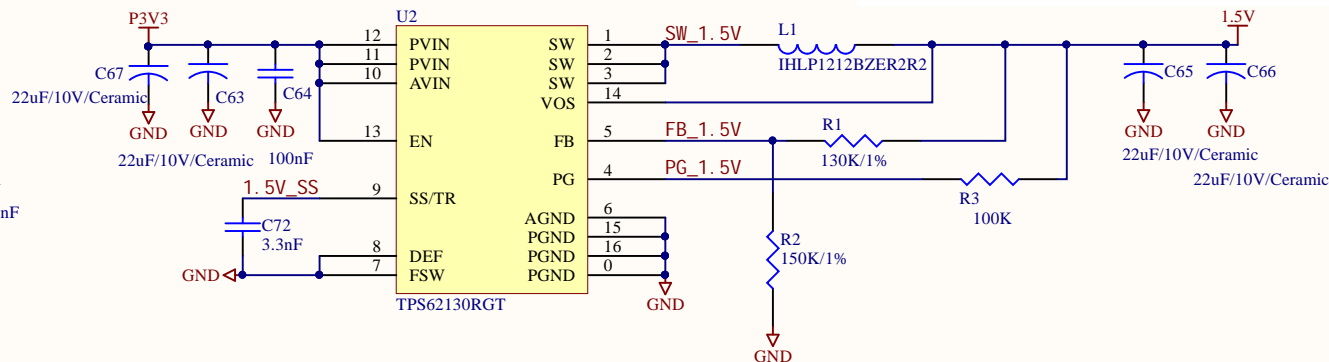 P3V3
U2
L1
1.5V
12 PVIN SW 1 SW_1.5V
11 PVIN SW 2
10 AVIN SW 3
IHLP1212BZER2R2
VOS 14
C67
C63
C64
C65
C66
22uF/10V/Ceramic
GND
GND
GND
GND
GND
13 EN FB 5 FB_1.5V
R1
130K/1%
22uF/10V/Ceramic
100nF
22uF/10V/Ceramic
22uF/10V/Ceramic
PG 4 PG_1.5V
R3
100K
1.5V_SS 9 SS/TR
nF
C72
3.3nF
AGND 6
PGND 15
PGND 16
PGND 0
R2
150K/1%
8 DEF
GND
7 FSW
GND
TPS62130RGT
GND